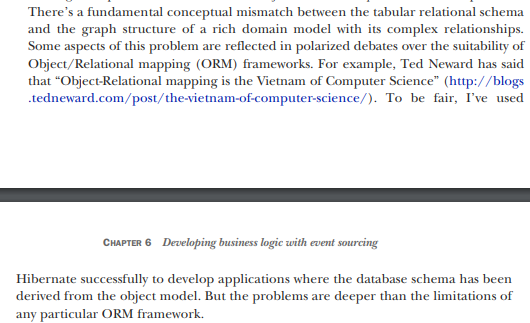 There's a fundamental conceptual mismatch between the tabular relational schema
and the graph structure of a rich domain model with its complex relationships.
Some aspects of this problem are reflected in polarized debates over the suitability of
Object/Relational mapping (ORM) frameworks. For example, Ted Neward has said
that “Object-Relational mapping is the Vietnam of Computer Science” (http://blogs
.tedneward.com/post/the-vietnam-of-computer-science/). To be fair, I've used
CHAPTER 6 Developing business logic with event sourcing
Hibernate successfully to develop applications where the database schema has been
derived from the object model. But the problems are deeper than the limitations of
any particular ORM framework.